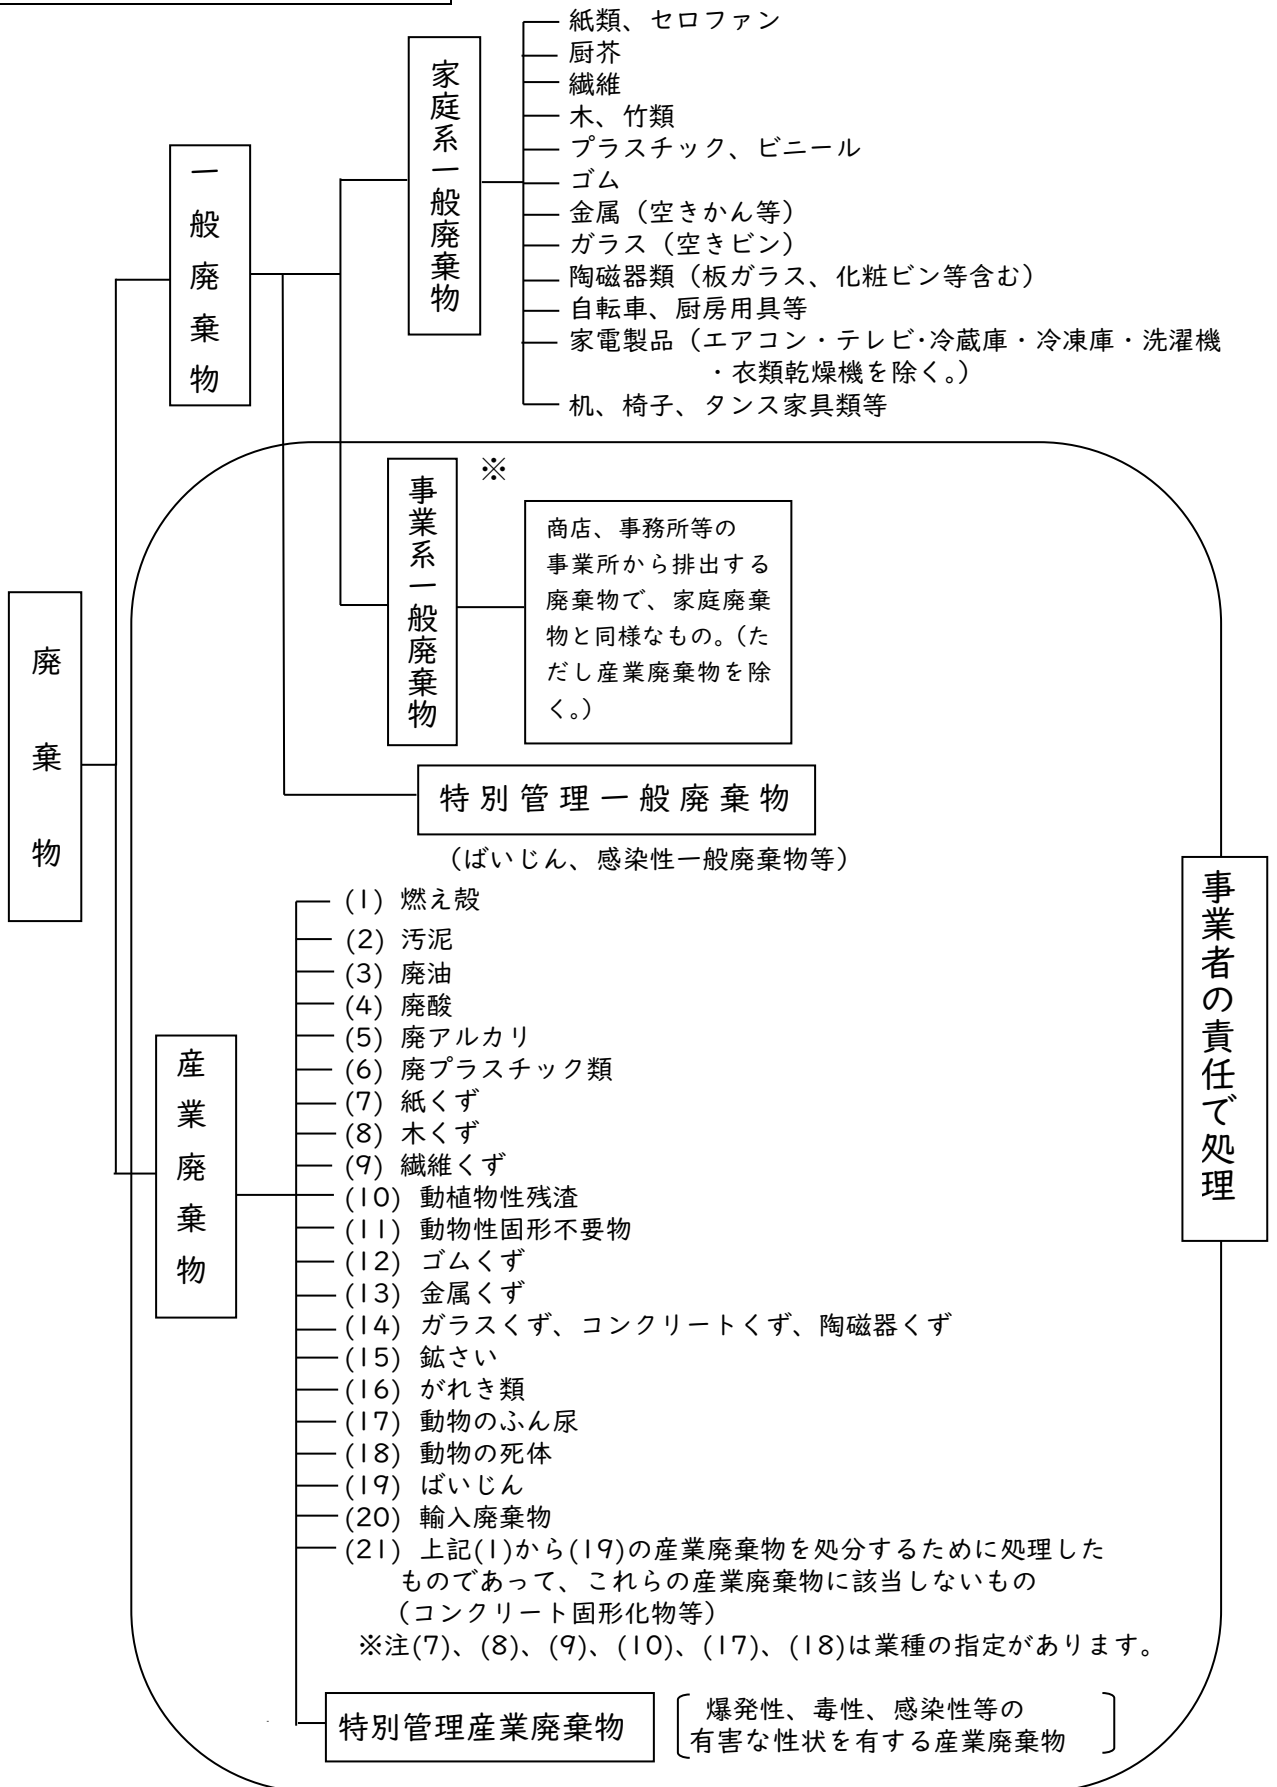 廃棄物
一般廃棄物
家庭系一般廃棄物
紙類、セロファン
厨芥
繊維
木、竹類
プラスチック、ビニール
ゴム
金属（空きかん等）
ガラス（空きビン）
陶磁器類（板ガラス、化粧ビン等含む）
自転車、厨房用具等
家電製品（エアコン・テレビ・冷蔵庫・冷凍庫・洗濯機
・衣類乾燥機を除く。）
机、椅子、タンス家具類等
事業系一般廃棄物
※
商店、事務所等の
事業所から排出する
廃棄物で、家庭廃棄
物と同様なもの。（た
だし産業廃棄物を除
く。）
特別管理一般廃棄物
（ばいじん、感染性一般廃棄物等）
産業廃棄物
(1) 燃え殻
(2) 汚泥
(3) 廃油
(4) 廃酸
(5) 廃アルカリ
(6) 廃プラスチック類
(7) 紙くず
(8) 木くず
(9) 繊維くず
(10) 動植物性残渣
(11) 動物性固形不要物
(12) ゴムくず
(13) 金属くず
(14) ガラスくず、コンクリートくず、陶磁器くず
(15) 鉱さい
(16) がれき類
(17) 動物のふん尿
(18) 動物の死体
(19) ばいじん
(20) 輸入廃棄物
(21) 上記(1)から(19)の産業廃棄物を処分するために処理した
ものであって、これらの産業廃棄物に該当しないもの
（コンクリート固形化物等）
※注(7)、(8)、(9)、(10)、(17)、(18)は業種の指定があります。
特別管理産業廃棄物
爆発性、毒性、感染性等の
有害な性状を有する産業廃棄物
事業者の責任で処理